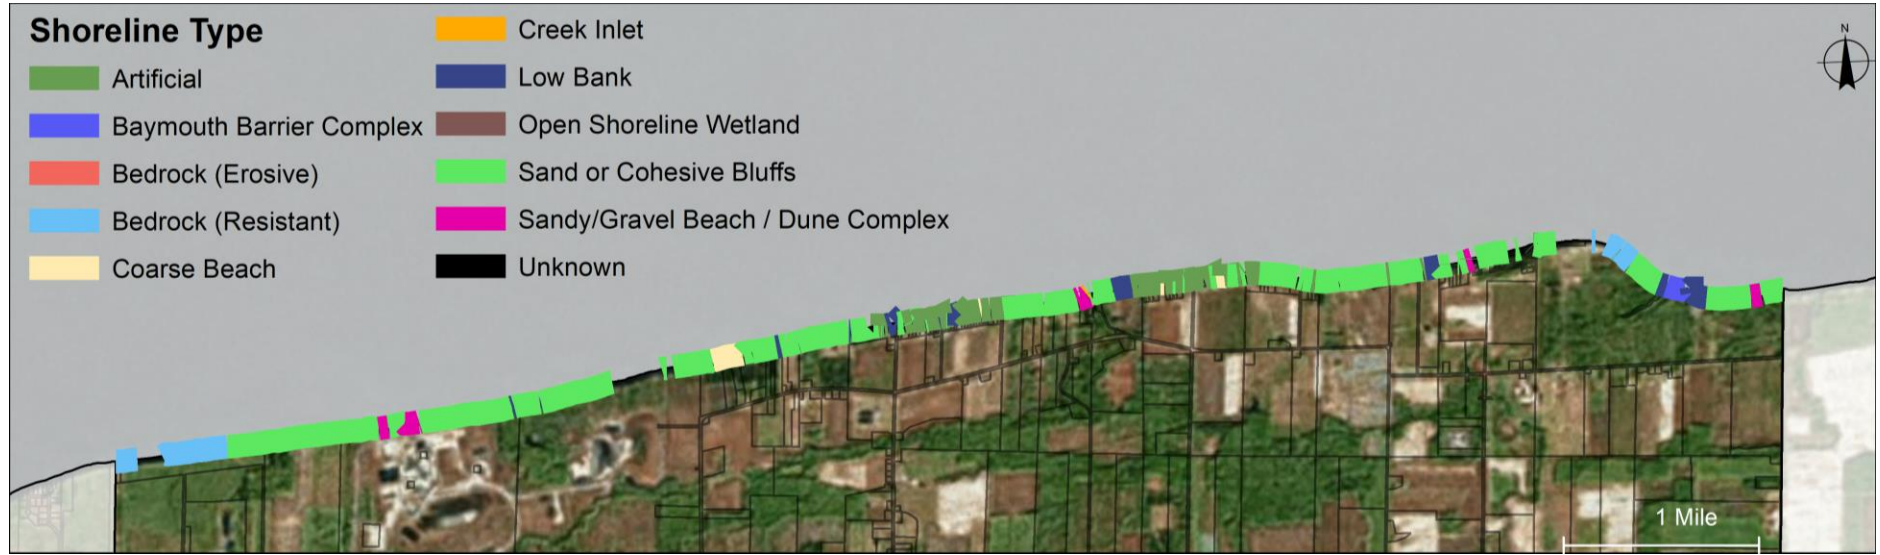 Shoreline Type
Artificial
Baymouth Barrier Complex
Bedrock (Erosive)
Bedrock (Resistant)
Coarse Beach
Creek Inlet
Low Bank
Open Shoreline Wetland
Sand or Cohesive Bluffs
Sandy/Gravel Beach / Dune Complex
Unknown
N
1 Mile